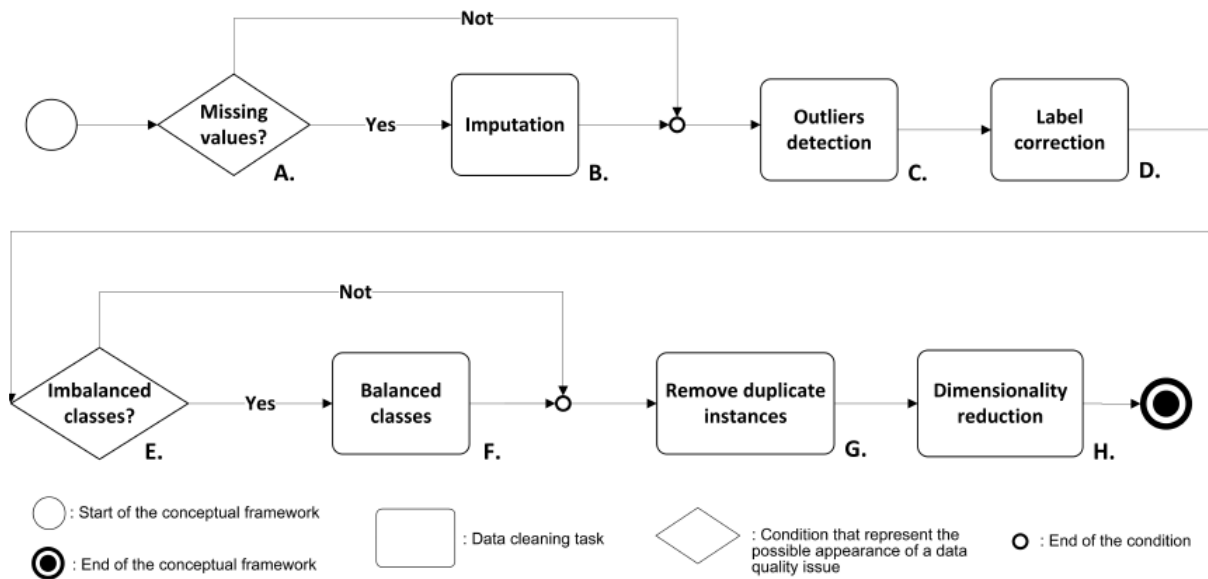 Not
Missing
values?
Yes
Imputation
Outliers
detection
Label
correction
A.
B.
C.
D.
Not
Imbalanced
classes?
Yes
Balanced
classes
Remove duplicate
instances
Dimensionality
reduction
E.
F.
G.
H.
: Start of the conceptual framework
: End of the conceptual framework
: Data cleaning task
: Condition that represent the
possible appearance of a data
quality issue
: End of the condition